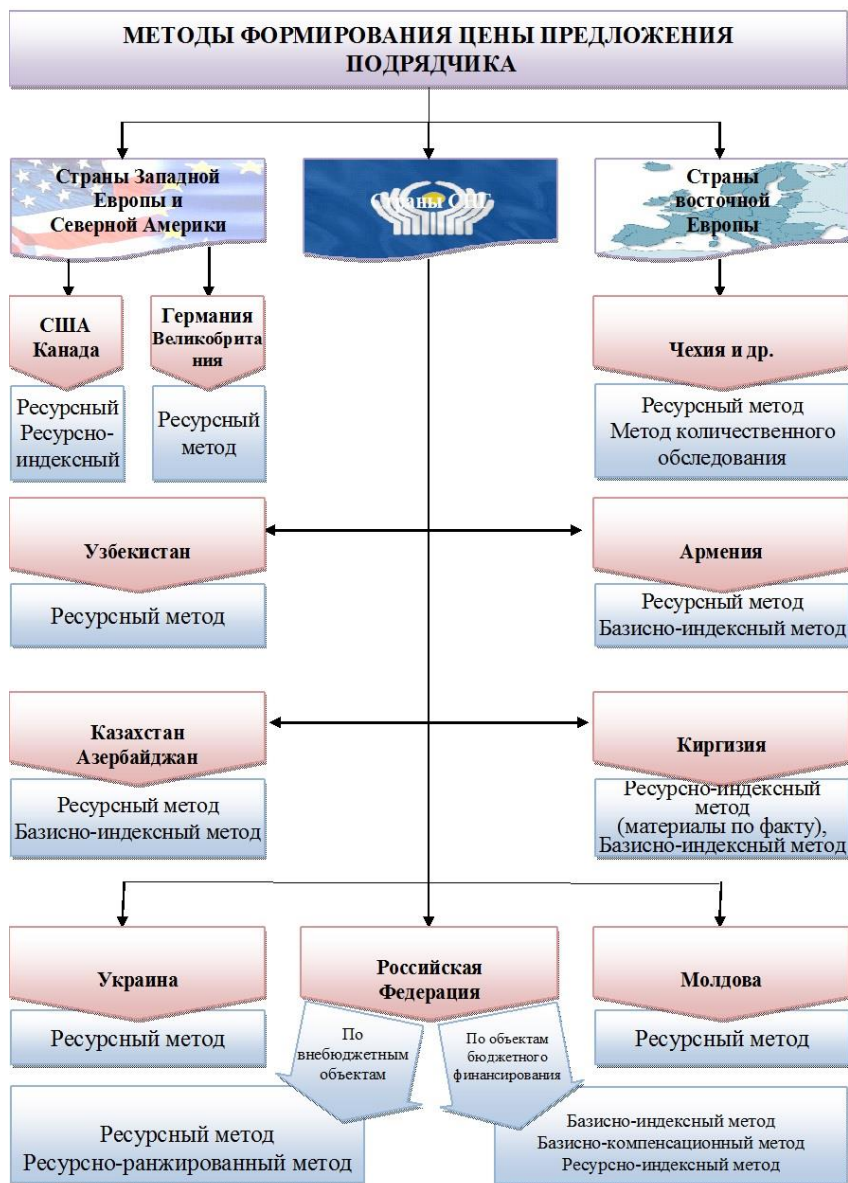 МЕТОДЫ ФОРМИРОВАНИЯ ЦЕНЫ ПРЕДЛОЖЕНИЯ
ПОДРЯДЧИКА
Страны Западной
Европы и
Северной Америки
Страны СНГ
Страны
восточной
Европы
США
Канада
Германия
Великобрита
ния
Чехия и др.
Ресурсный
Ресурсно-
индексный
Ресурсный
метод
Ресурсный метод
Метод количественного
обследования
Узбекистан
Ресурсный метод
Армения
Ресурсный метод
Базисно-индексный метод
Казахстан
Азербайджан
Ресурсный метод
Базисно-индексный метод
Киргизия
Ресурсно-индексный
метод
(материалы по факту),
Базисно-индексный метод
Украина
Ресурсный метод
Российская
Федерация
Молдова
Ресурсный метод
По
внебюджетным
объектам
По объектам
бюджетного
финансирования
Ресурсный метод
Ресурсно-ранжированный метод
Базисно-индексный метод
Базисно-компенсационный метод
Ресурсно-индексный метод